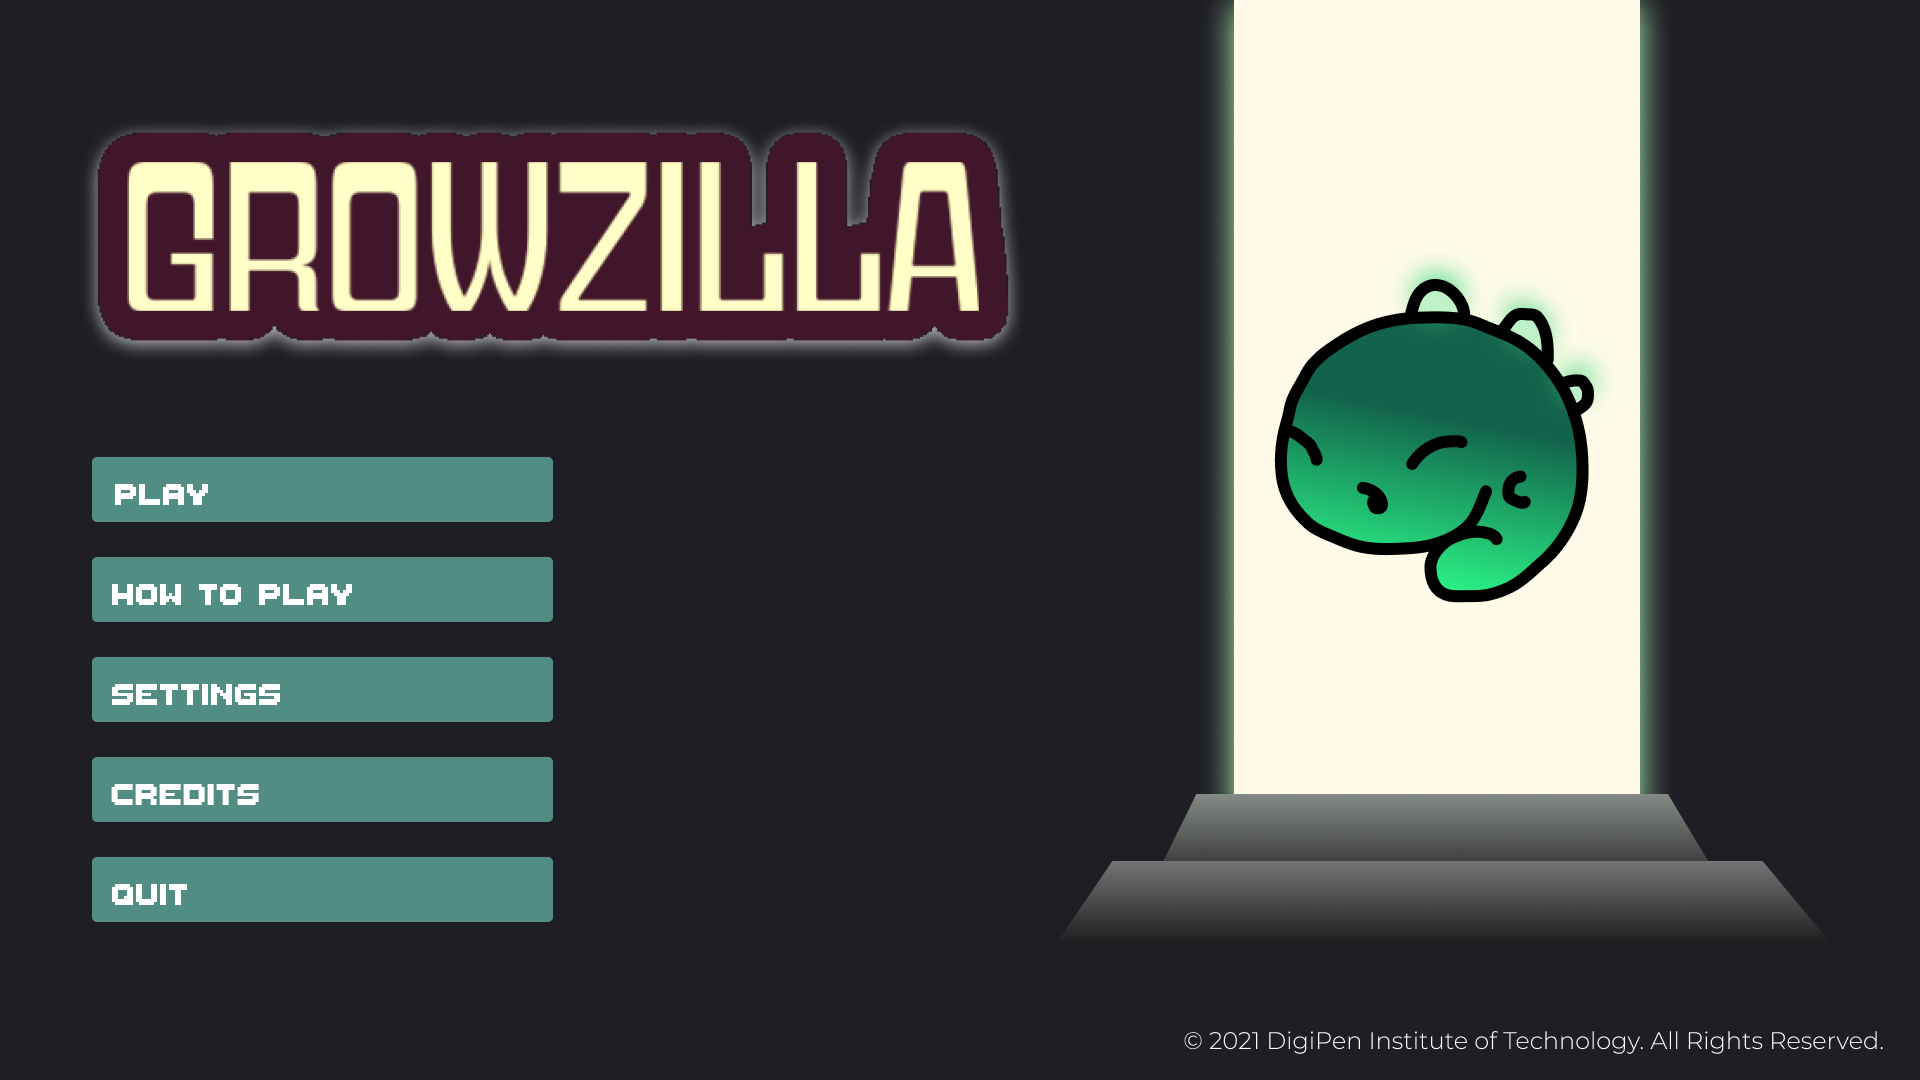 GROWZILLA
PLAY
HOW TO PLAY
SETTINGS
CREDITS
QUIT
© 2021 DigiPen Institute of Technology. All Rights Reserved.